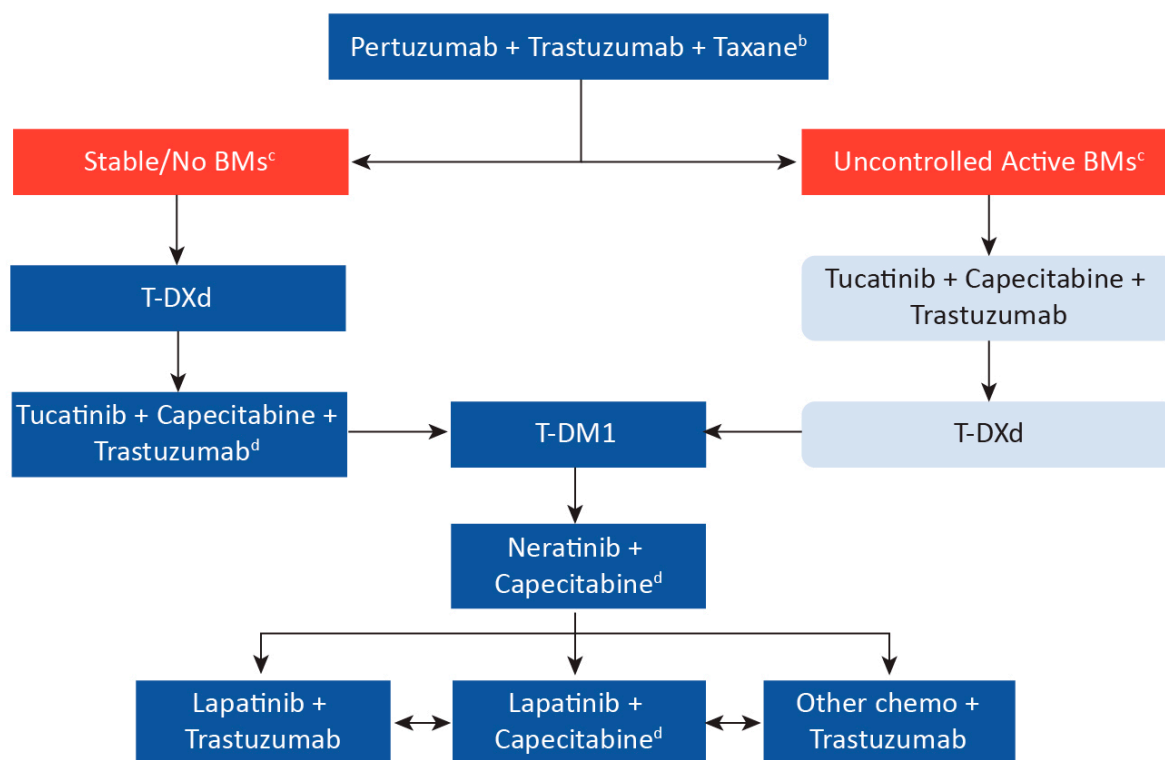 Pertuzumab + Trastuzumab + Taxaneᵇ
Stable/No BMsᶜ
Uncontrolled Active BMsᶜ
T-DXd
Tucatinib + Capecitabine +
Trastuzumab
Tucatinib + Capecitabine +
Trastuzumabᵈ
T-DM1
T-DXd
Neratinib +
Capecitabineᵈ
Lapatinib +
Trastuzumab
Lapatinib +
Capecitabineᵈ
Other chemo +
Trastuzumab